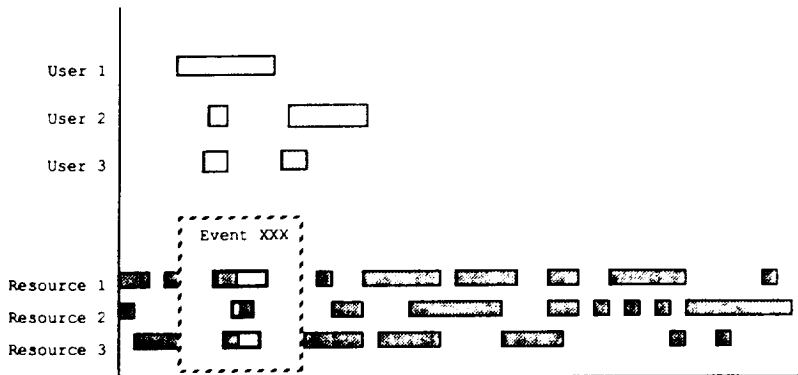 User 1
User 2
User 3
Event XXX
Resource 1
Resource 2
Resource 3